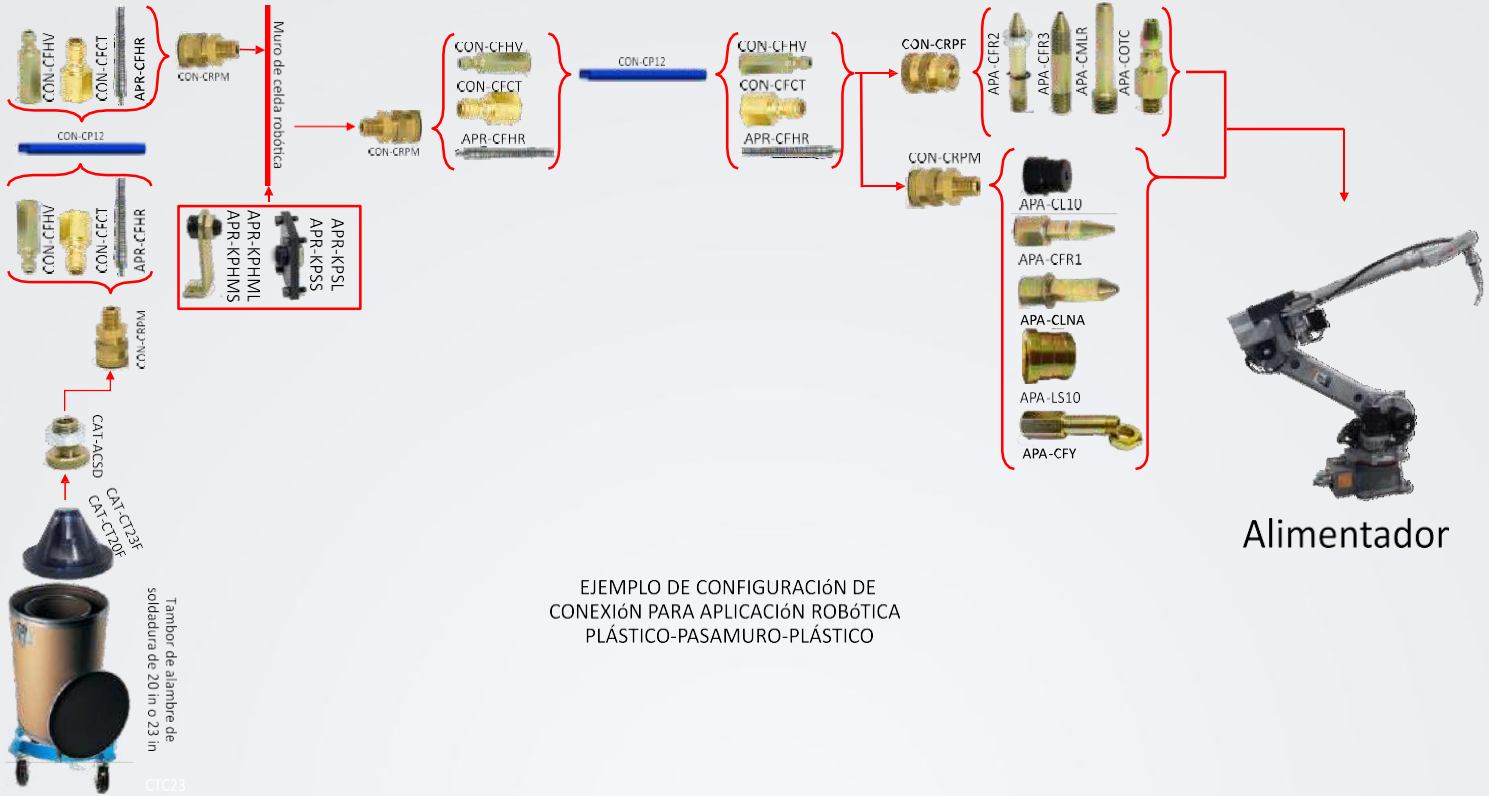 CON-CFHV
CON-CFCT
APR-CFHR
CON-CRPM
CON-CP12
CON-CFHV
CON-CFCT
APR-CFHR
CON-CRPM
CAT-ACSD
CAT-CT23F
CAT-CT20F
Tambor de alambre de
soldadura de 20 in o 23 in
CTC23
Muro de celda robótica
APR-KPSL
APR-KPSS
APR-KPHML
APR-KPHMS
CON-CRPM
CON-CFHV
CON-CFCT
APR-CFHR
CON-CP12
CON-CFHV
CON-CFCT
APR-CFHR
CON-CRPF
APA-CFR2
APA-CFR3
APA-CMLR
APA-COTC
CON-CRPM
APA-CL10
APA-CFR1
APA-CLNA
APA-LS10
APA-CFY
Alimentador
EJEMPLO DE CONFIGURACIóN DE
CONEXIóN PARA APLICACIóN ROBóTICA
PLÁSTICO-PASAMURO-PLÁSTICO